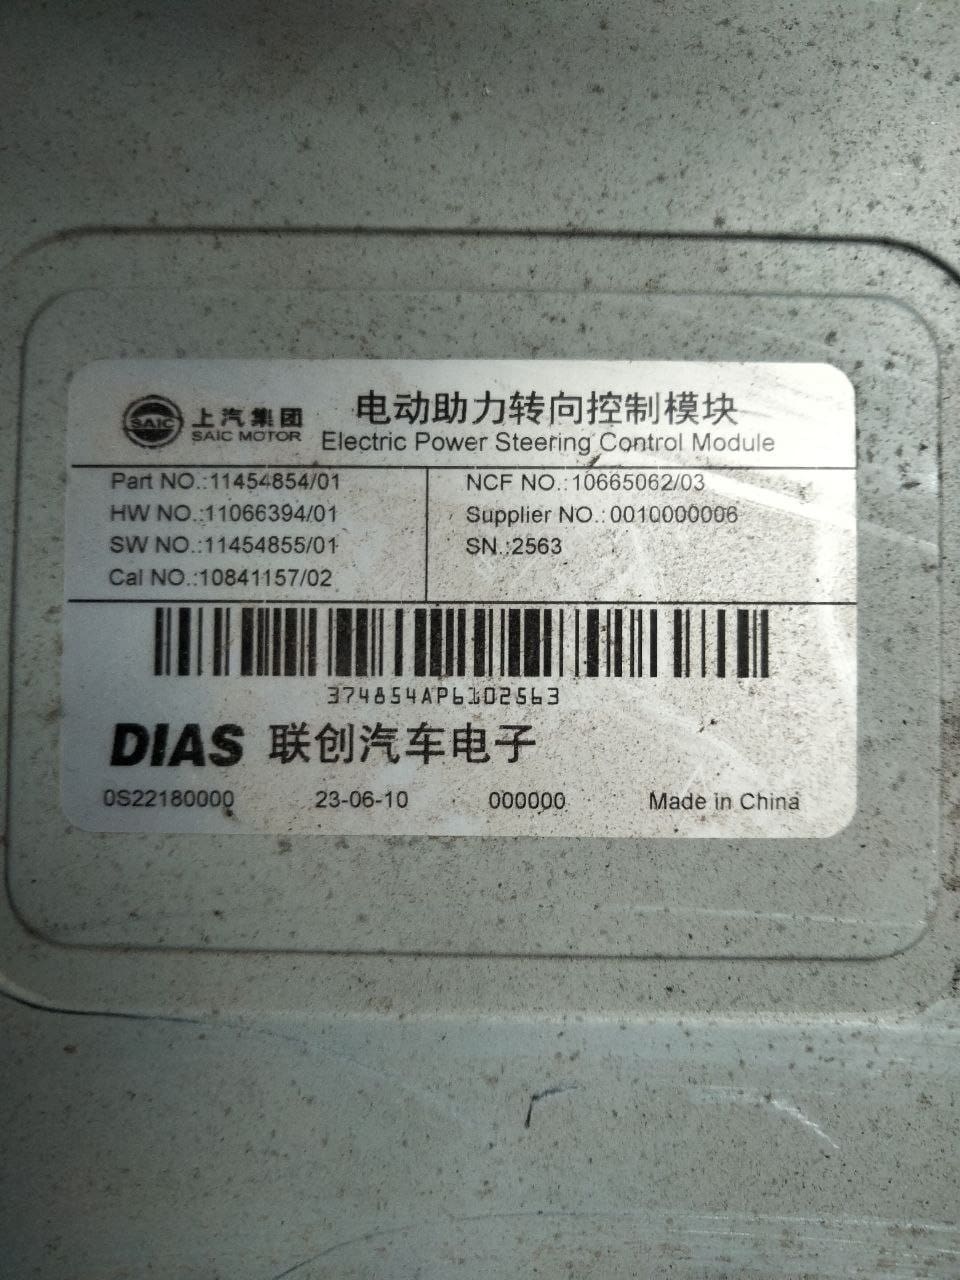 SAIC 上汽集团
SAIC MOTOR
电动助力转向控制模块
Electric Power Steering Control Module
Part NO.:11454854/01
HW NO.:11066394/01
SW NO.:11454855/01
Cal NO.:10841157/02
NCF NO.:10665062/03
Supplier NO.:0010000006
SN.:2563
374854AP6102563
DIAS 联创汽车电子
0S22180000 23-06-10 000000 Made in China